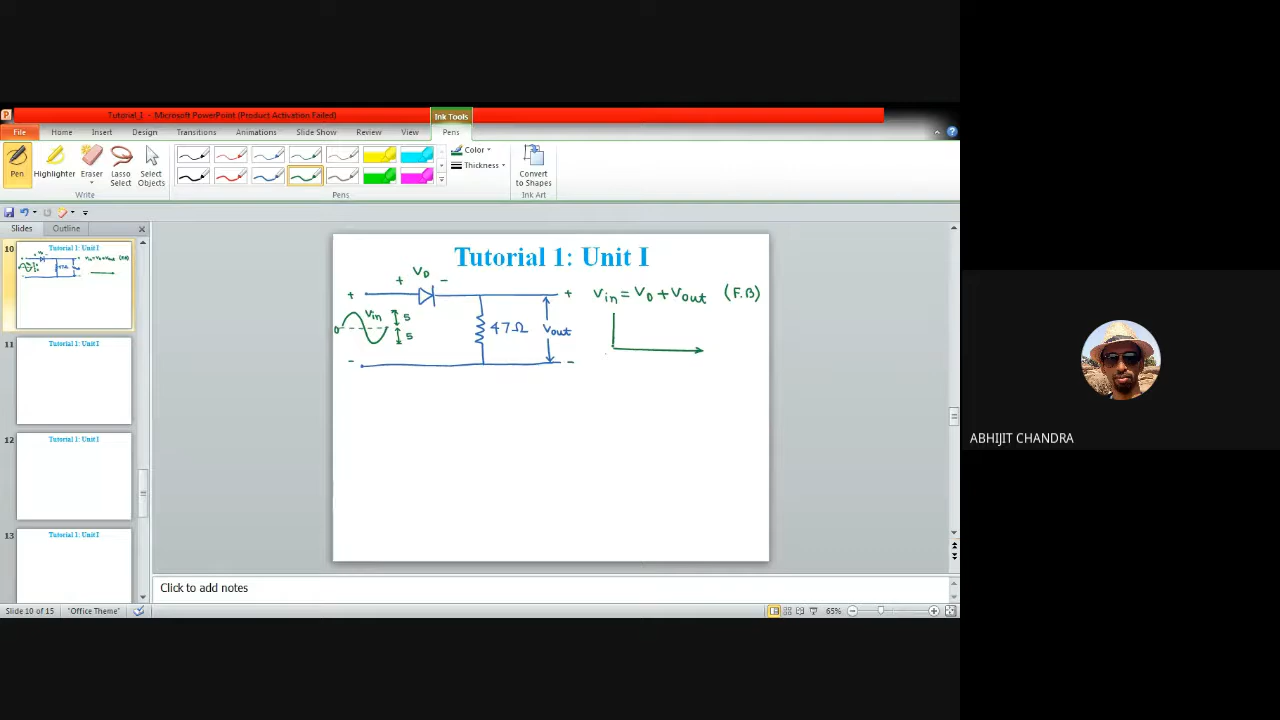 Tutorial_1 - Microsoft PowerPoint (Product Activation Failed)
Ink Tools
File Home Insert Design Transitions Animations Slide Show Review View Pens
Pen Highlighter Eraser Lasso Select Select Objects
Color
Thickness
Convert to Shapes
Write Pens Ink Art
Slides Outline
10
Tutorial 1: Unit I
11
Tutorial 1: Unit I
12
Tutorial 1: Unit I
13
Tutorial 1: Unit I
Tutorial 1: Unit I
+ VD -
+ +
Vin = VD + Vout (F.B)
Vin 5
0 5
47Ω
Vout
- -
Click to add notes
Slide 10 of 15 "Office Theme" 65%
ABHIJIT CHANDRA